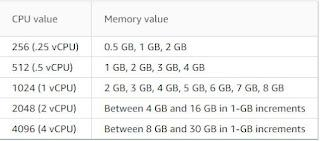 CPU value Memory value
256 (.25 vCPU) 0.5 GB, 1 GB, 2 GB
512 (.5 vCPU) 1 GB, 2 GB, 3 GB, 4 GB
1024 (1 vCPU) 2 GB, 3 GB, 4 GB, 5 GB, 6 GB, 7 GB, 8 GB
2048 (2 vCPU) Between 4 GB and 16 GB in 1-GB increments
4096 (4 vCPU) Between 8 GB and 30 GB in 1-GB increments